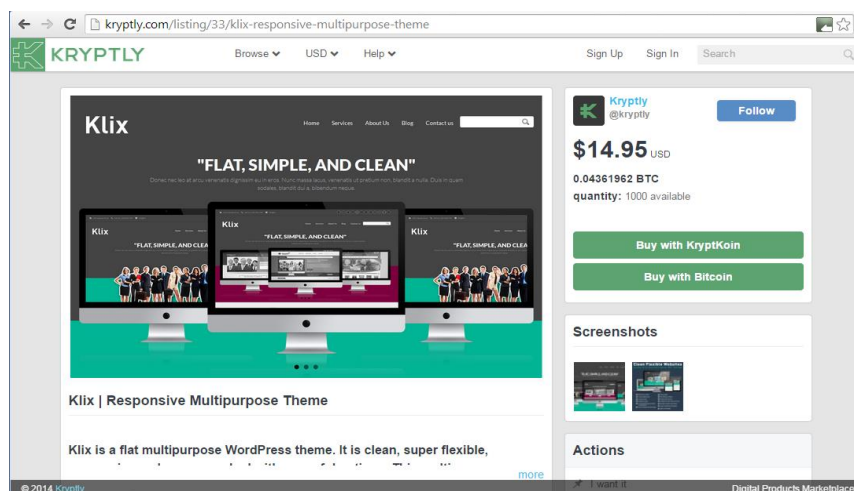 kryptly.com/listing/33/klix-responsive-multipurpose-theme
KRYPTLY
Browse
USD
Help
Sign Up
Sign In
Search
Klix
Home Services About Us Blog Contact us
"FLAT, SIMPLE, AND CLEAN"
Klix
"FLAT, SIMPLE, AND CLEA
Klix
"FLAT, SIMPLE, AND CLEAN"
Klix
"FLAT, SIMPLE, AND CLEA
Klix | Responsive Multipurpose Theme
Klix is a flat multipurpose WordPress theme. It is clean, super flexible,
more
Kryptly
@kryptly
Follow
$14.95 USD
0.04361962 BTC
quantity: 1000 available
Buy with KryptKoin
Buy with Bitcoin
Screenshots
Actions
I want it
© 2014 Kryptly
Digital Products Marketplace